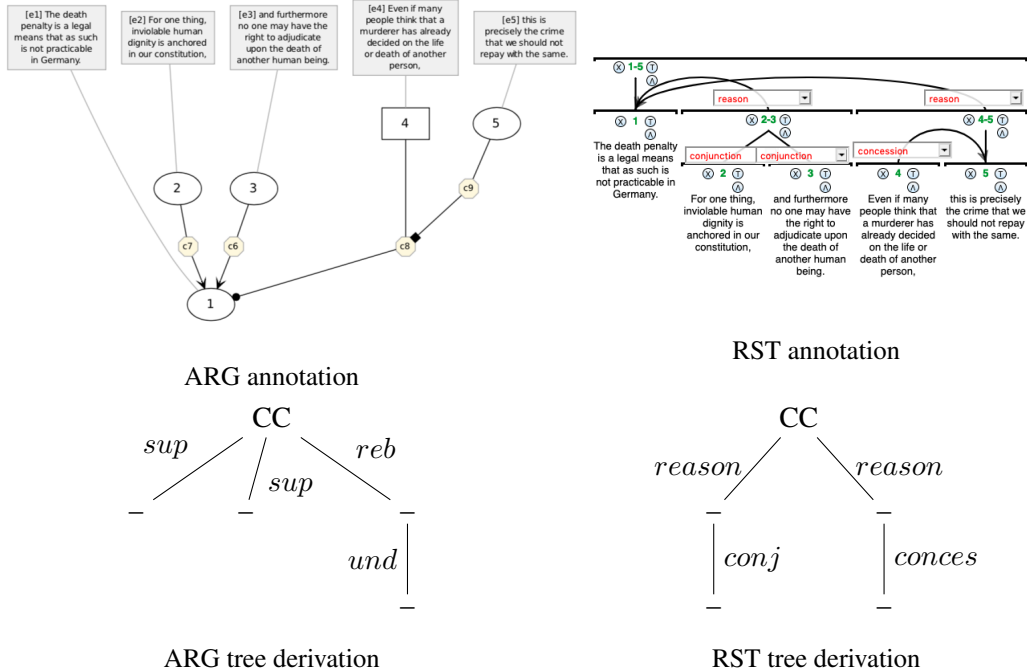 [e1] The death
penalty is a legal
means that as such
is not practicable
in Germany.
[e2] For one thing,
inviolable human
dignity is anchored
in our constitution,
[e3] and furthermore
no one may have the
right to adjudicate
upon the death of
another human being.
[e4] Even if many
people think that a
murderer has already
decided on the life
or death of another
person,
[e5] this is
precisely the crime
that we should not
repay with the same.
4
5
2
3
c9
c7
c6
c8
1
ARG annotation
X 1-5 T
Λ
reason
reason
X 1 T
Λ
X 2-3 T
Λ
X 4-5 T
Λ
The death penalty
is a legal means
that as such is
not practicable in
Germany.
conjunction
conjunction
concession
X 2 T
Λ
X 3 T
Λ
X 4 T
Λ
X 5 T
Λ
For one thing,
inviolable human
dignity is
anchored in our
constitution,
and furthermore
no one may have
the right to
adjudicate upon
the death of
another human
being.
Even if many
people think that
a murderer has
already decided
on the life or
death of another
person,
this is precisely
the crime that we
should not repay
with the same.
RST annotation
CC
sup
sup
reb
–
–
–
und
–
ARG tree derivation
CC
reason
reason
–
–
conj
conces
–
–
RST tree derivation